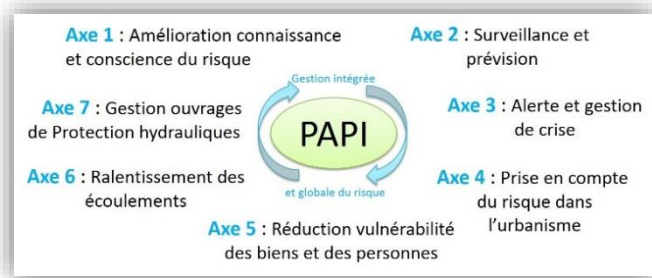 Axe 1 : Amélioration connaissance
et conscience du risque
Axe 2 : Surveillance et
prévision
Gestion intégrée
Axe 7 : Gestion ouvrages
de Protection hydrauliques
PAPI
Axe 3 : Alerte et gestion
de crise
Axe 6 : Ralentissement des
écoulements
et globale du risque
Axe 4 : Prise en compte
du risque dans
l'urbanisme
Axe 5 : Réduction vulnérabilité
des biens et des personnes